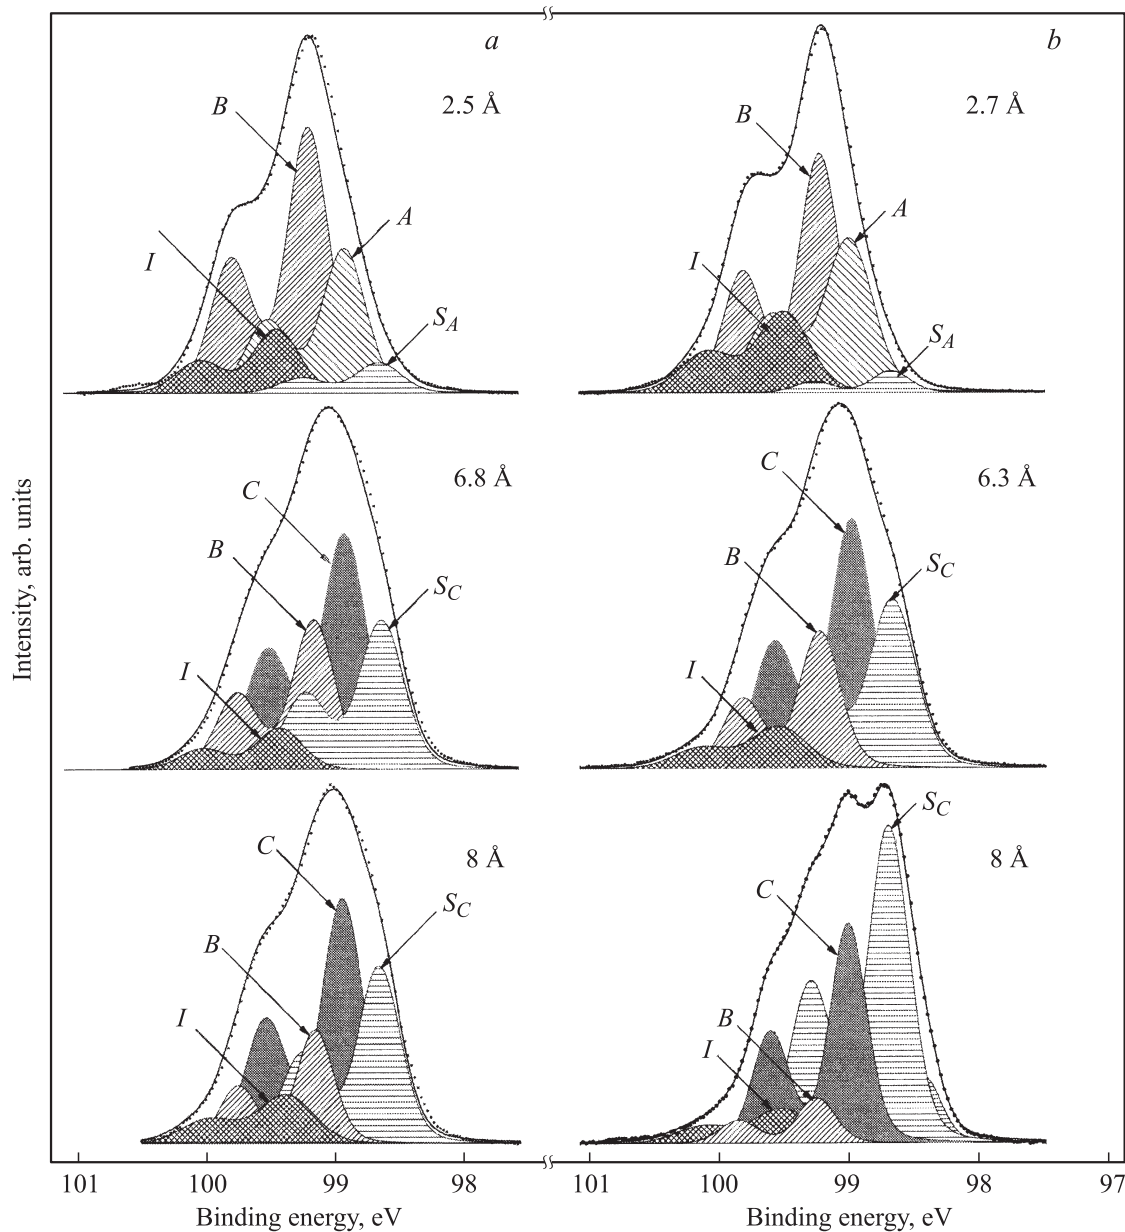 a b
2.5 Å 2.7 Å
B B
A A
I I
S_A S_A
6.8 Å 6.3 Å
C C
B B
S_C S_C
I I
8 Å 8 Å
C S_C
S_C C
B B
I I
Intensity, arb. units
101 100 99 98 101 100 99 98 97
Binding energy, eV Binding energy, eV